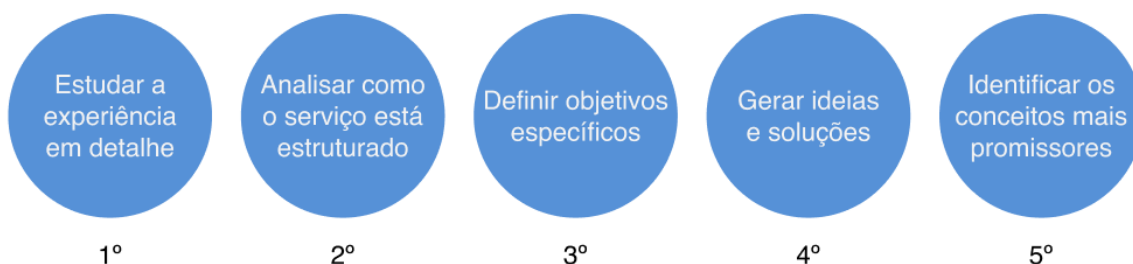 Estudar a
experiência
em detalhe
Analisar como
o serviço está
estruturado
Definir objetivos
específicos
Gerar ideias
e soluções
Identificar os
conceitos mais
promissores
1º
2º
3º
4º
5º